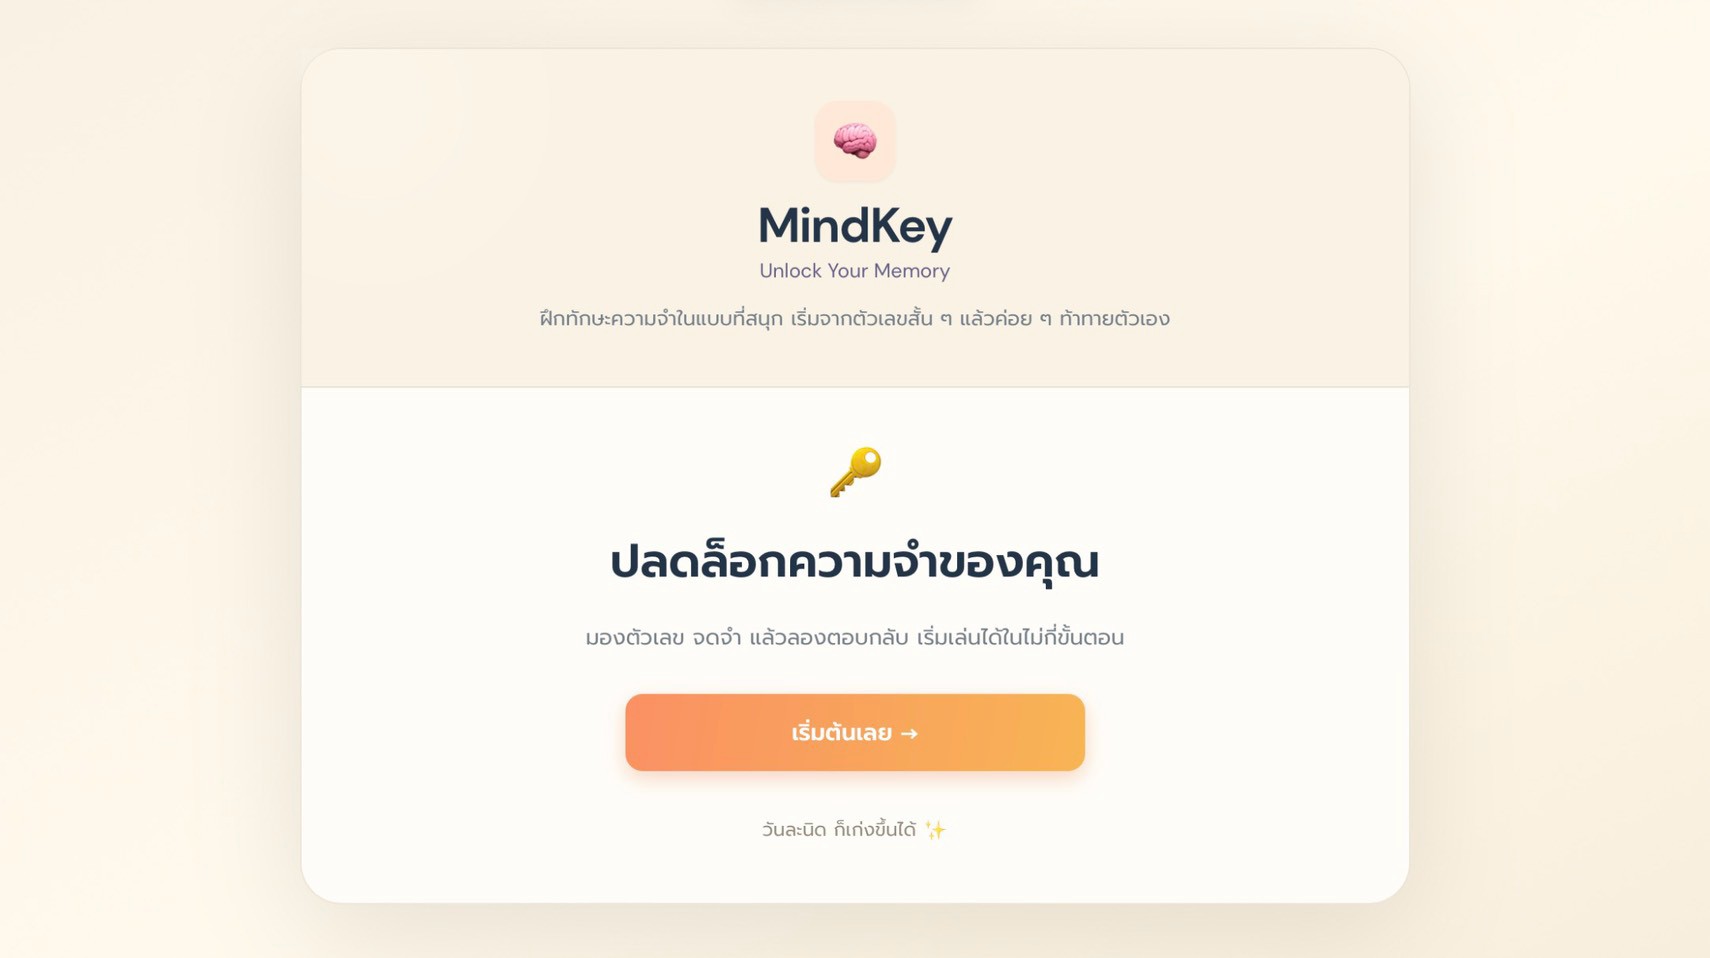 MindKey
Unlock Your Memory
ฝึกทักษะความจำในแบบที่สนุก เริ่มจากตัวเลขสั้น ๆ แล้วค่อย ๆ ท้าทายตัวเอง
ปลดล็อกความจำของคุณ
มองตัวเลข จดจำ แล้วลองตอบกลับ เริ่มเล่นได้ในไม่กี่ขั้นตอน
เริ่มต้นเลย →
วันละนิด ก็เก่งขึ้นได้ ✨